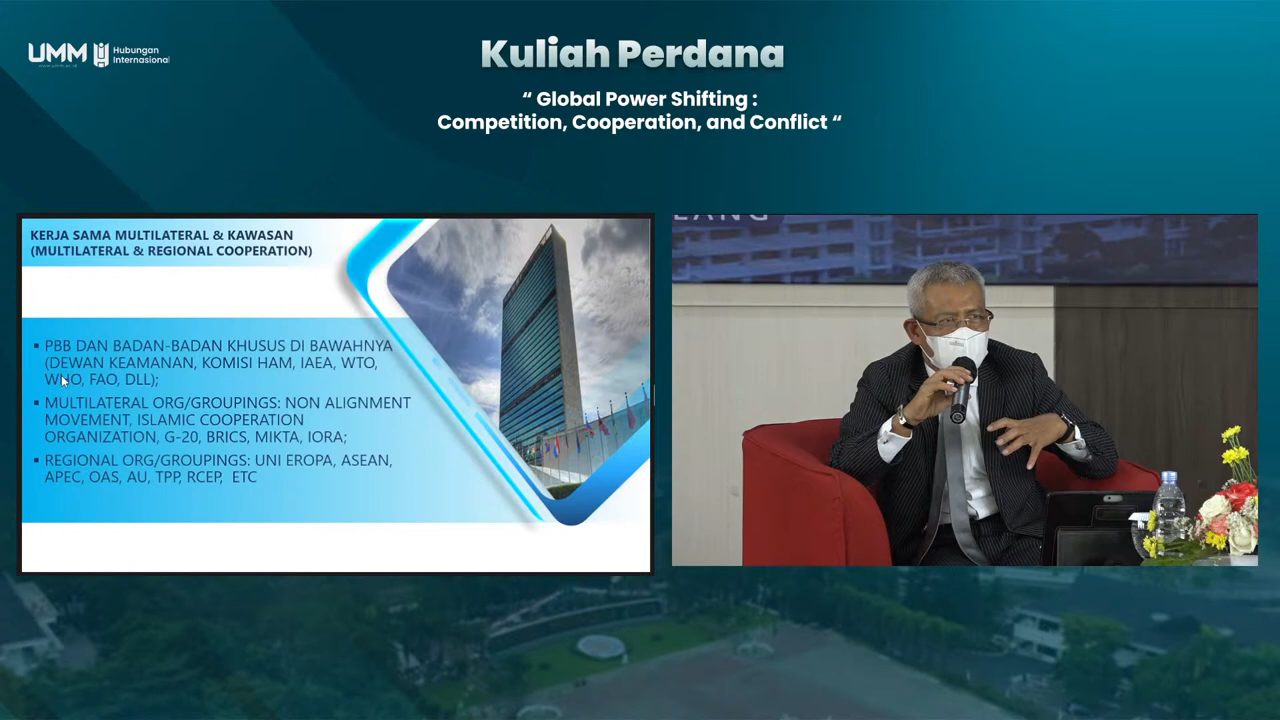 UMM
Hubungan
Internasional
Kuliah Perdana
“ Global Power Shifting :
Competition, Cooperation, and Conflict “
KERJA SAMA MULTILATERAL & KAWASAN
(MULTILATERAL & REGIONAL COOPERATION)
▪ PBB DAN BADAN-BADAN KHUSUS DI BAWAHNYA
(DEWAN KEAMANAN, KOMISI HAM, IAEA, WTO,
WHO, FAO, DLL);
▪ MULTILATERAL ORG/GROUPINGS: NON ALIGNMENT
MOVEMENT, ISLAMIC COOPERATION
ORGANIZATION, G-20, BRICS, MIKTA, IORA;
▪ REGIONAL ORG/GROUPINGS: UNI EROPA, ASEAN,
APEC, OAS, AU, TPP, RCEP, ETC